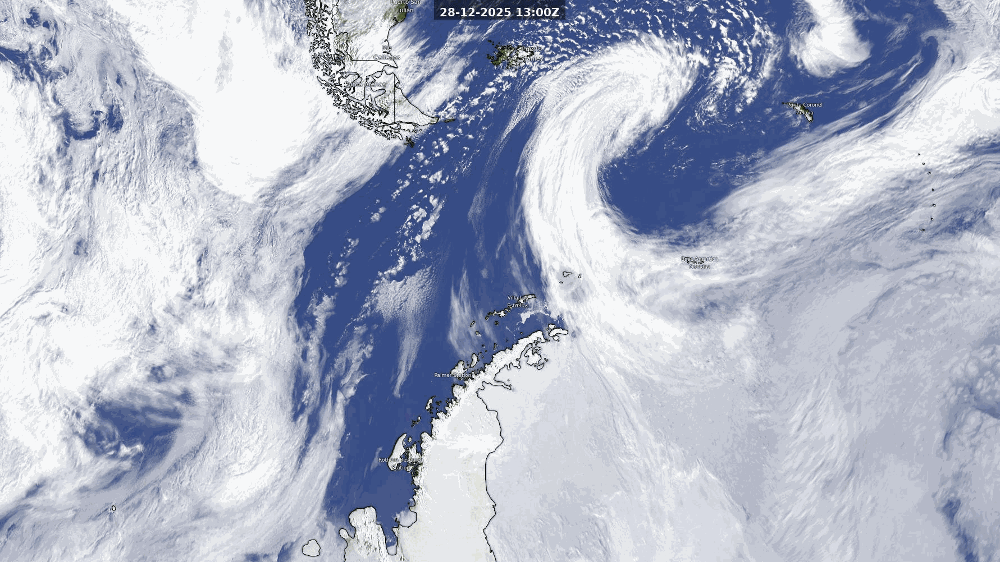 Puerto San
Julián
28-12-2025 13:00Z
Río
Gallegos
Puerto
Stanley
Punta Arenas
Punta Coronel
Zelaya
Base Antártica
Orcadas
Villa Las
Estrellas
Palmer Station
Rothera Research
Station